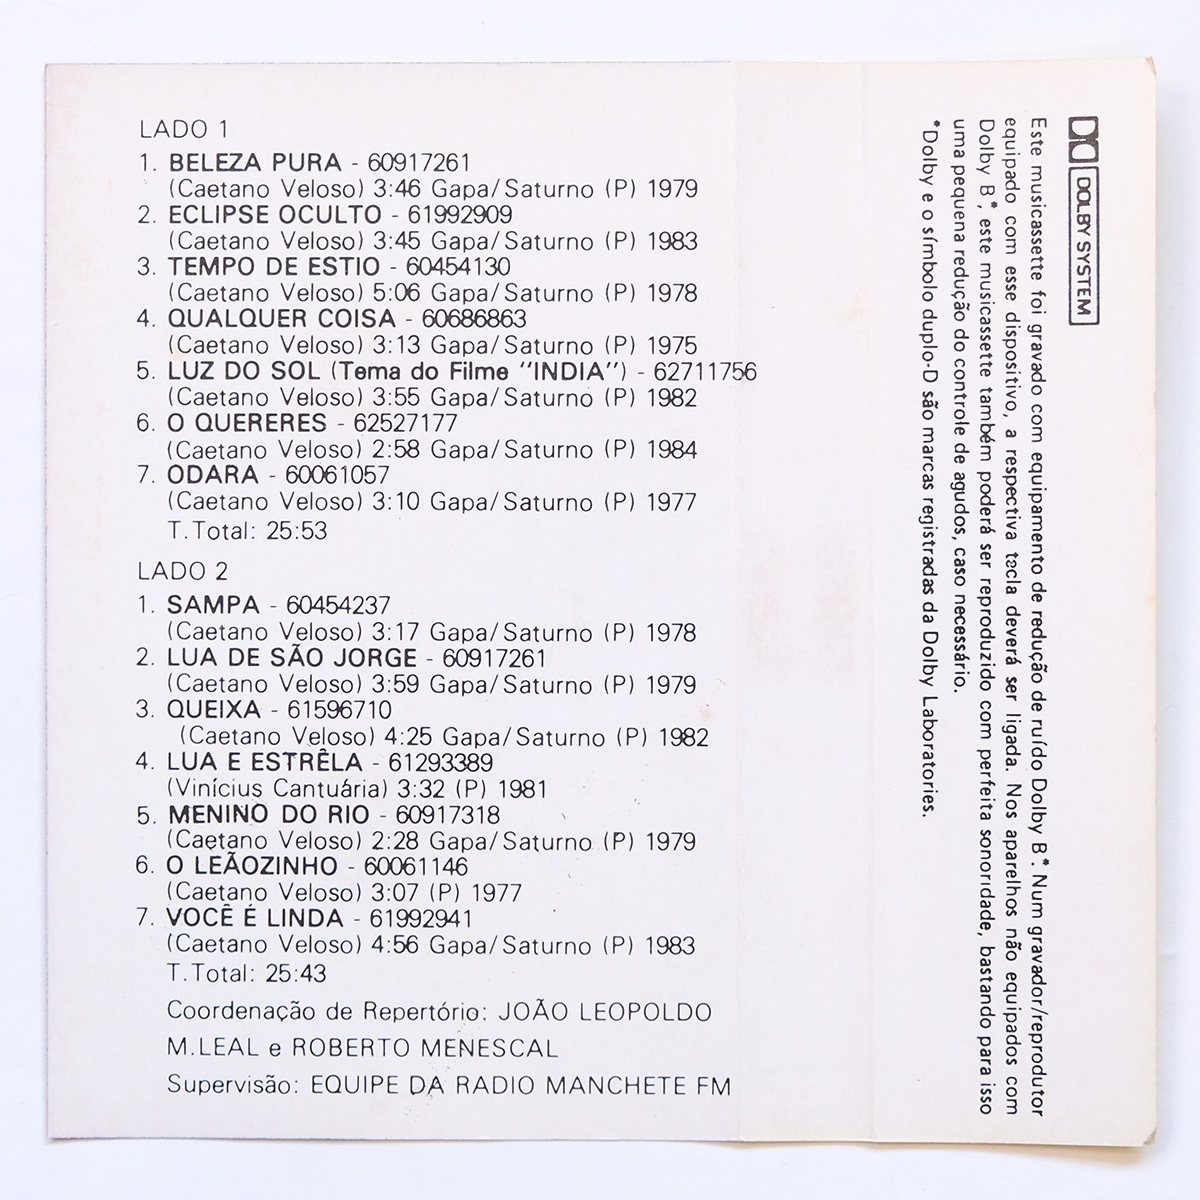 LADO 1
1. BELEZA PURA - 60917261
(Caetano Veloso) 3:46 Gapa/Saturno (P) 1979
2. ECLIPSE OCULTO - 61992909
(Caetano Veloso) 3:45 Gapa/Saturno (P) 1983
3. TEMPO DE ESTIO - 60454130
(Caetano Veloso) 5:06 Gapa/Saturno (P) 1978
4. QUALQUER COISA - 60686863
(Caetano Veloso) 3:13 Gapa/Saturno (P) 1975
5. LUZ DO SOL (Tema do Filme "INDIA") - 62711756
(Caetano Veloso) 3:55 Gapa/Saturno (P) 1982
6. O QUERERES - 62527177
(Caetano Veloso) 2:58 Gapa/Saturno (P) 1984
7. ODARA - 60061057
(Caetano Veloso) 3:10 Gapa/Saturno (P) 1977
T.Total: 25:53
LADO 2
1. SAMPA - 60454237
(Caetano Veloso) 3:17 Gapa/Saturno (P) 1978
2. LUA DE SÃO JORGE - 60917261
(Caetano Veloso) 3:59 Gapa/Saturno (P) 1979
3. QUEIXA - 61596710
(Caetano Veloso) 4:25 Gapa/Saturno (P) 1982
4. LUA E ESTRÊLA - 61293389
(Vinícius Cantuária) 3:32 (P) 1981
5. MENINO DO RIO - 60917318
(Caetano Veloso) 2:28 Gapa/Saturno (P) 1979
6. O LEÃOZINHO - 60061146
(Caetano Veloso) 3:07 (P) 1977
7. VOCÊ É LINDA - 61992941
(Caetano Veloso) 4:56 Gapa/Saturno (P) 1983
T.Total: 25:43
Coordenação de Repertório: JOÃO LEOPOLDO
M.LEAL e ROBERTO MENESCAL
Supervisão: EQUIPE DA RADIO MANCHETE FM
DOLBY SYSTEM
Este musicassette foi gravado com equipamento de redução de ruído Dolby B*. Num gravador/reprodutor
equipado com esse dispositivo, a respectiva tecla deverá ser ligada. Nos aparelhos não equipados com
Dolby B*, este musicassette também poderá ser reproduzido com perfeita sonoridade, bastando para isso
uma pequena redução do controle de agudos, caso necessário.
*Dolby e o símbolo duplo-D são marcas registradas da Dolby Laboratories.